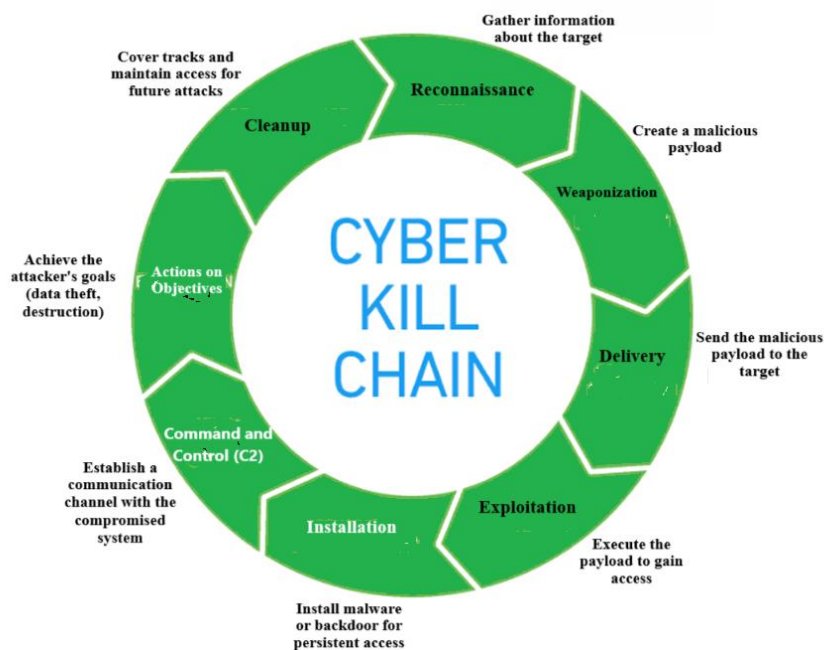 Gather information
about the target
Reconnaissance
Create a malicious
payload
Weaponization
Send the malicious
payload to the
target
Delivery
Execute the
payload to gain
access
Exploitation
Install malware
or backdoor for
persistent access
Installation
Establish a
communication
channel with the
compromised
system
Command and
Control (C2)
Achieve the
attacker's goals
(data theft,
destruction)
Actions on
Objectives
Cover tracks and
maintain access for
future attacks
Cleanup
CYBER
KILL
CHAIN